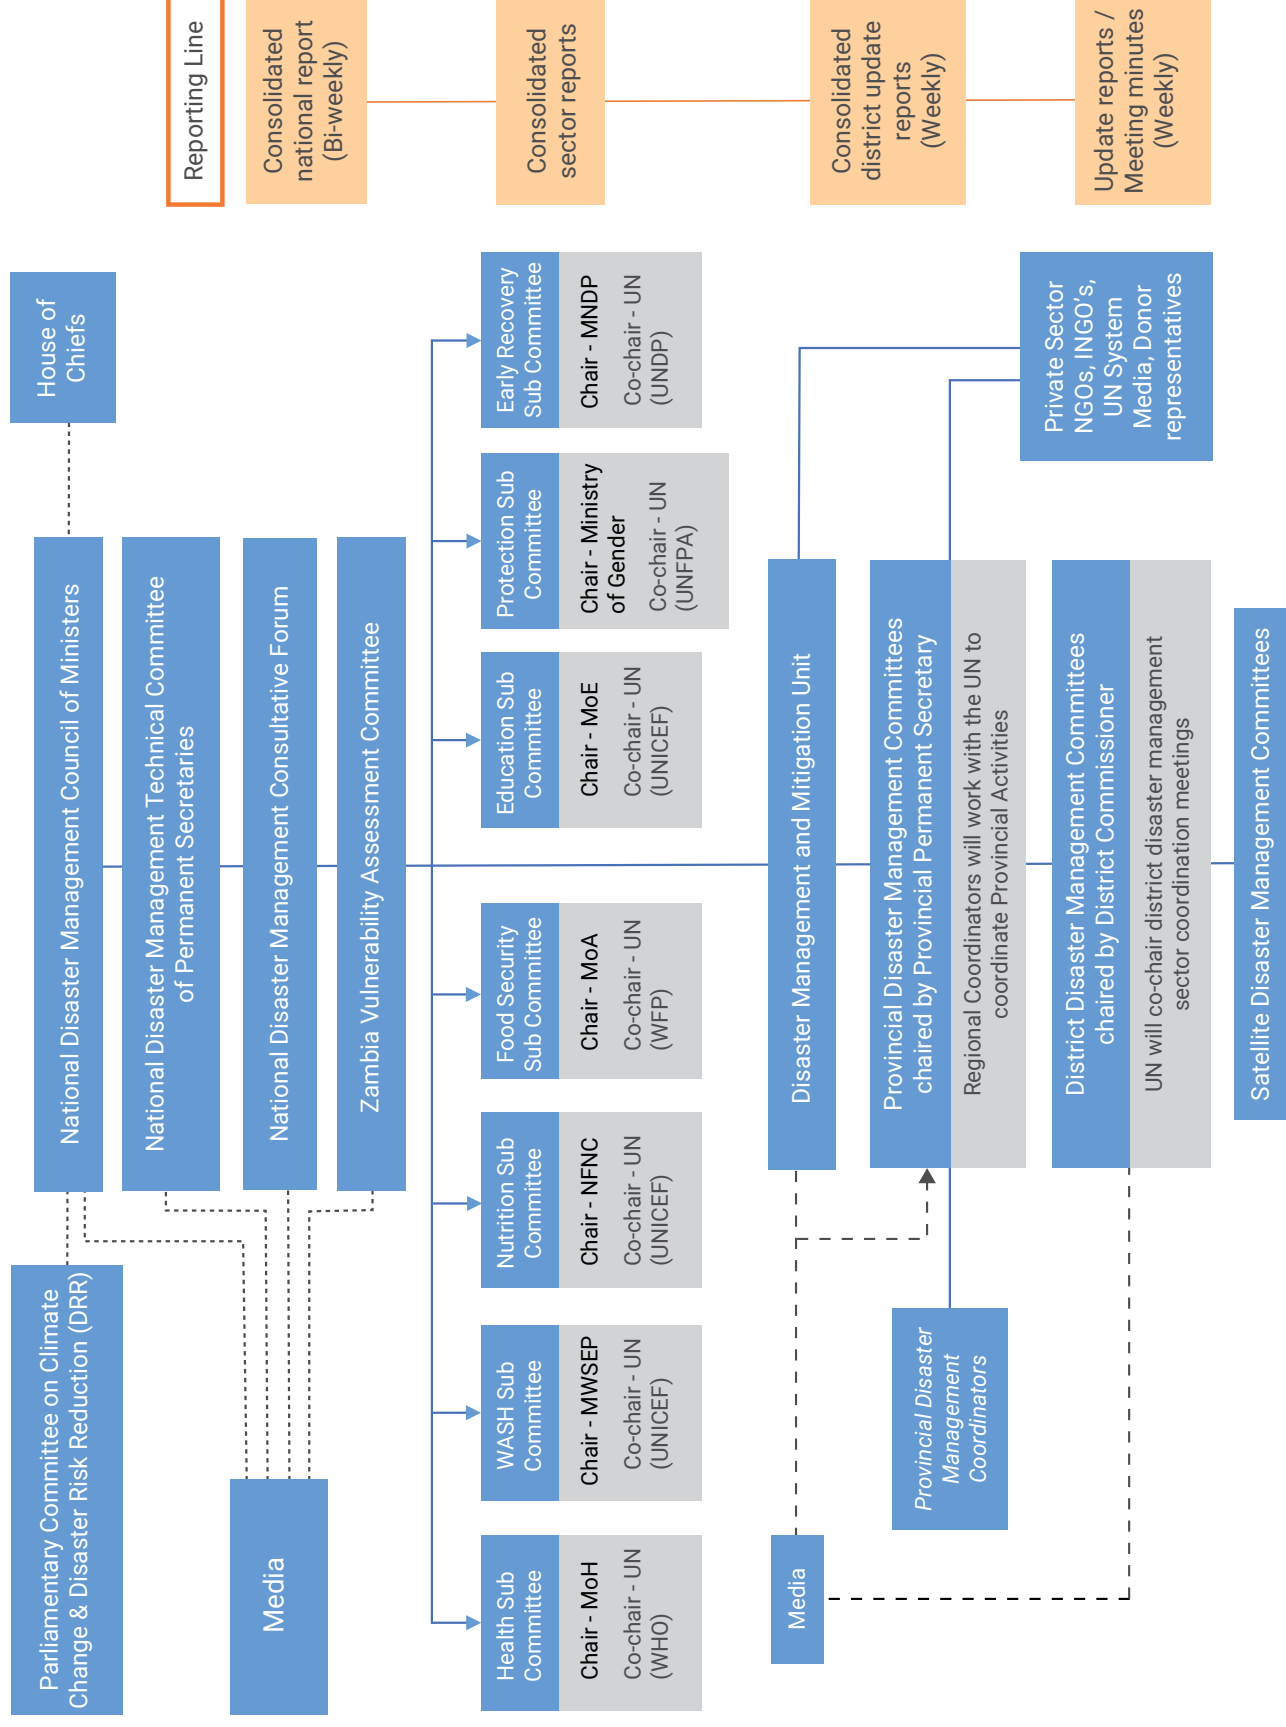 Parliamentary Committee on Climate
Change & Disaster Risk Reduction (DRR)
National Disaster Management Council of Ministers
House of
Chiefs
National Disaster Management Technical Committee
of Permanent Secretaries
Media
National Disaster Management Consultative Forum
Zambia Vulnerability Assessment Committee
Health Sub
Committee
Chair - MoH
Co-chair - UN
(WHO)
WASH Sub
Committee
Chair - MWSEP
Co-chair - UN
(UNICEF)
Nutrition Sub
Committee
Chair - NFNC
Co-chair - UN
(UNICEF)
Food Security
Sub Committee
Chair - MoA
Co-chair - UN
(WFP)
Education Sub
Committee
Chair - MoE
Co-chair - UN
(UNICEF)
Protection Sub
Committee
Chair - Ministry
of Gender
Co-chair - UN
(UNFPA)
Early Recovery
Sub Committee
Chair - MNDP
Co-chair - UN
(UNDP)
Media
Disaster Management and Mitigation Unit
Provincial Disaster
Management
Coordinators
Provincial Disaster Management Committees
chaired by Provincial Permanent Secretary
Regional Coordinators will work with the UN to
coordinate Provincial Activities
Private Sector
NGOs, INGO's,
UN System
Media, Donor
representatives
District Disaster Management Committees
chaired by District Commissioner
UN will co-chair district disaster management
sector coordination meetings
Satellite Disaster Management Committees
Reporting Line
Consolidated
national report
(Bi-weekly)
Consolidated
sector reports
Consolidated
district update
reports
(Weekly)
Update reports /
Meeting minutes
(Weekly)